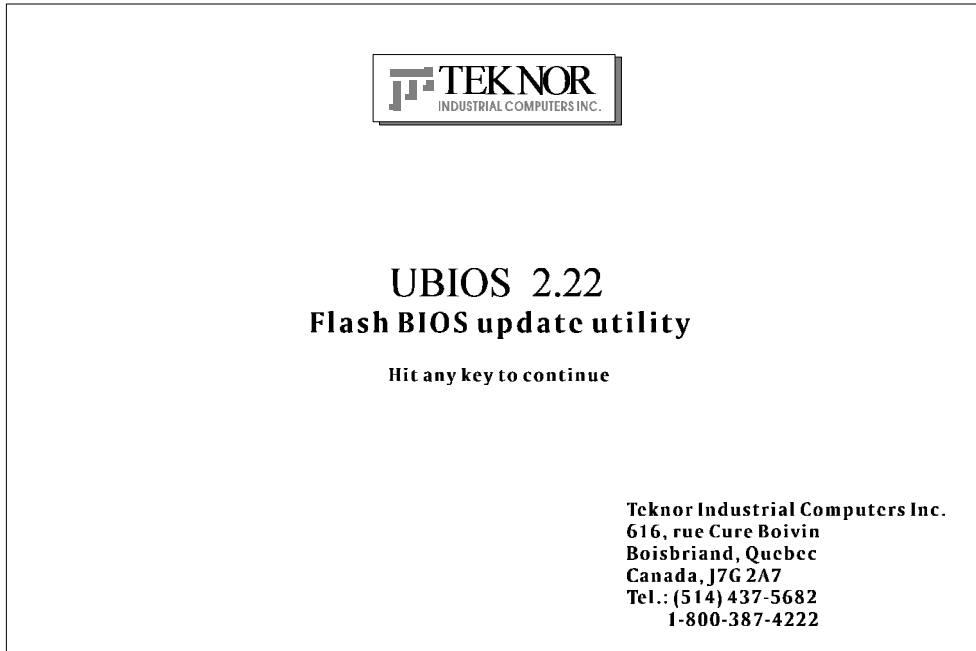 TEKNOR
INDUSTRIAL COMPUTERS INC.
UBIOS 2.22
Flash BIOS update utility
Hit any key to continue
Teknor Industrial Computers Inc.
616, rue Cure Boivin
Boisbriand, Quebec
Canada, J7G 2A7
Tel.: (514) 437-5682
1-800-387-4222